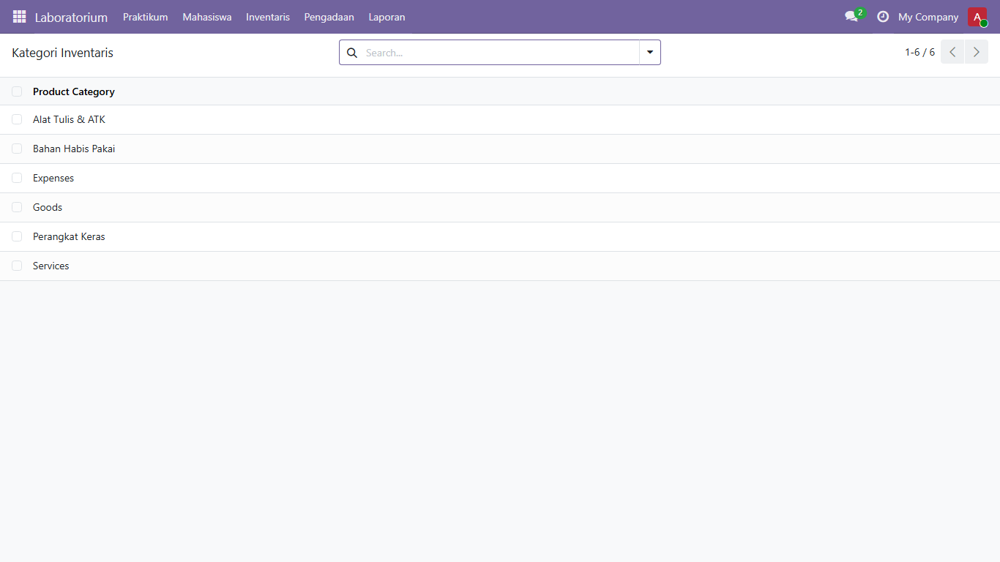 Laboratorium Praktikum Mahasiswa Inventaris Pengadaan Laporan 2 My Company A
Kategori Inventaris Search... 1-6 / 6
Product Category
Alat Tulis & ATK
Bahan Habis Pakai
Expenses
Goods
Perangkat Keras
Services